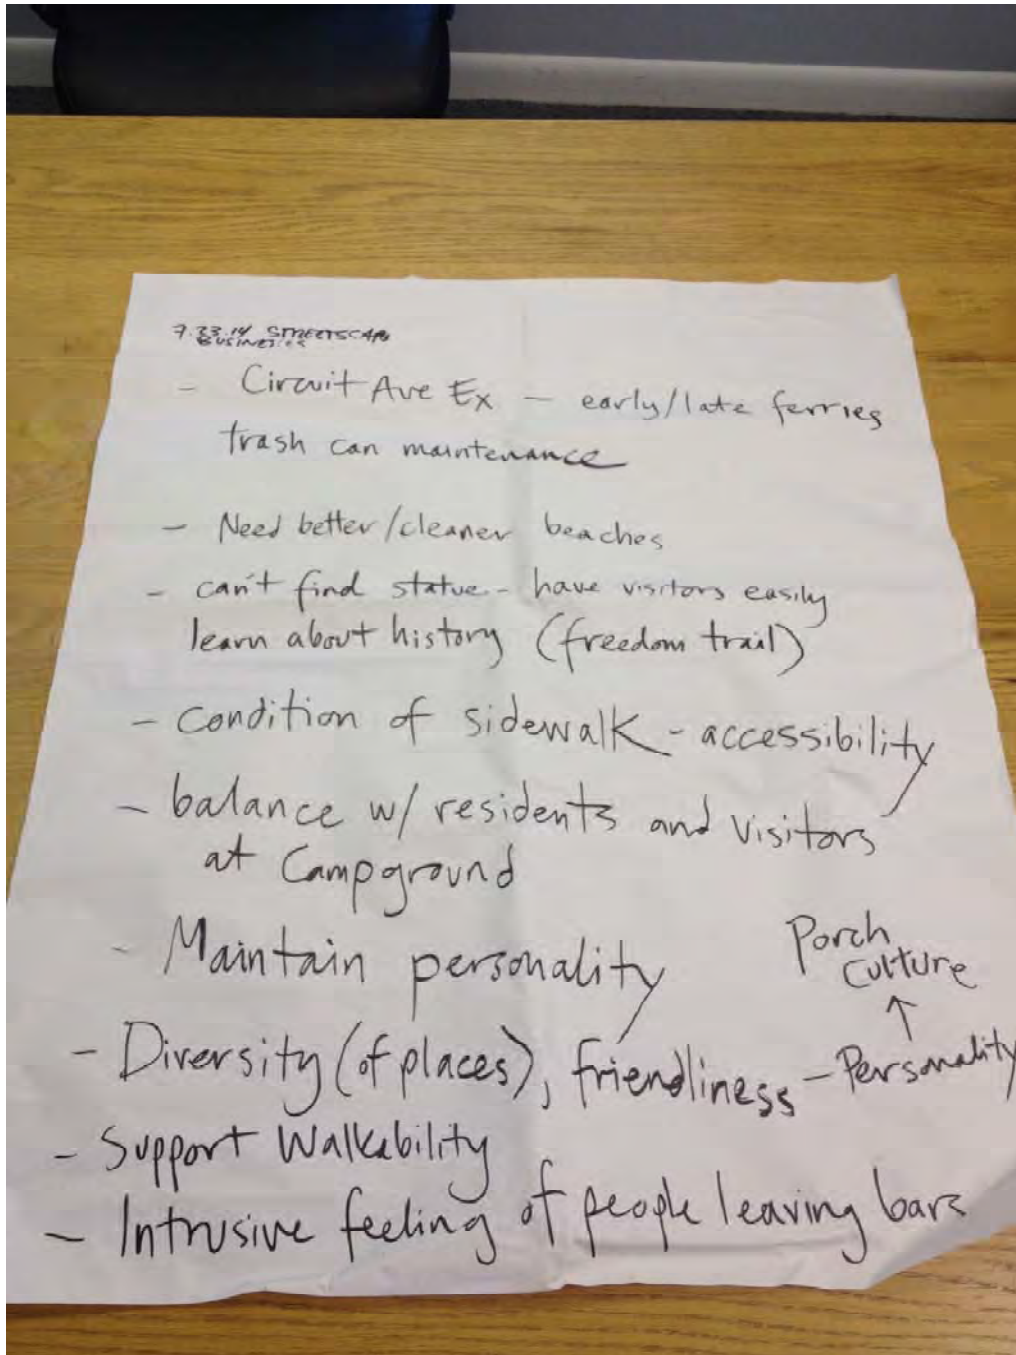 7.23.14 STREETSCAPE
BUSINESSES
- Circuit Ave Ex - early/late ferries
trash can maintenance
- Need better/cleaner beaches
- can't find statue - have visitors easily
learn about history (freedom trail)
- condition of sidewalk - accessibility
- balance w/ residents and visitors
at Campground
- Maintain personality
Porch
Culture
↑
- Diversity (of places), friendliness - Personality
- Support Walkability
- Intrusive feeling of people leaving bars